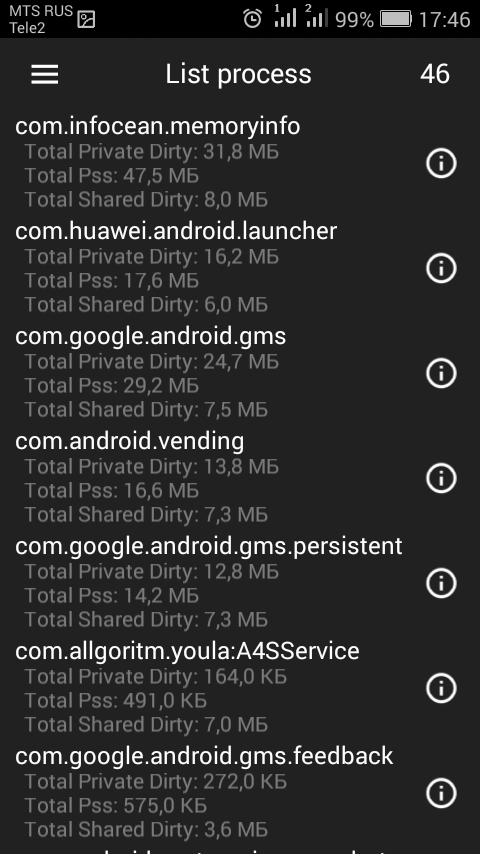 MTS RUS
Tele2
1 2 99% 17:46
List process 46
com.infocean.memoryinfo
Total Private Dirty: 31,8 МБ
Total Pss: 47,5 МБ
Total Shared Dirty: 8,0 МБ
com.huawei.android.launcher
Total Private Dirty: 16,2 МБ
Total Pss: 17,6 МБ
Total Shared Dirty: 6,0 МБ
com.google.android.gms
Total Private Dirty: 24,7 МБ
Total Pss: 29,2 МБ
Total Shared Dirty: 7,5 МБ
com.android.vending
Total Private Dirty: 13,8 МБ
Total Pss: 16,6 МБ
Total Shared Dirty: 7,3 МБ
com.google.android.gms.persistent
Total Private Dirty: 12,8 МБ
Total Pss: 14,2 МБ
Total Shared Dirty: 7,3 МБ
com.allgoritm.youla:A4SService
Total Private Dirty: 164,0 КБ
Total Pss: 491,0 КБ
Total Shared Dirty: 7,0 МБ
com.google.android.gms.feedback
Total Private Dirty: 272,0 КБ
Total Pss: 575,0 КБ
Total Shared Dirty: 3,6 МБ